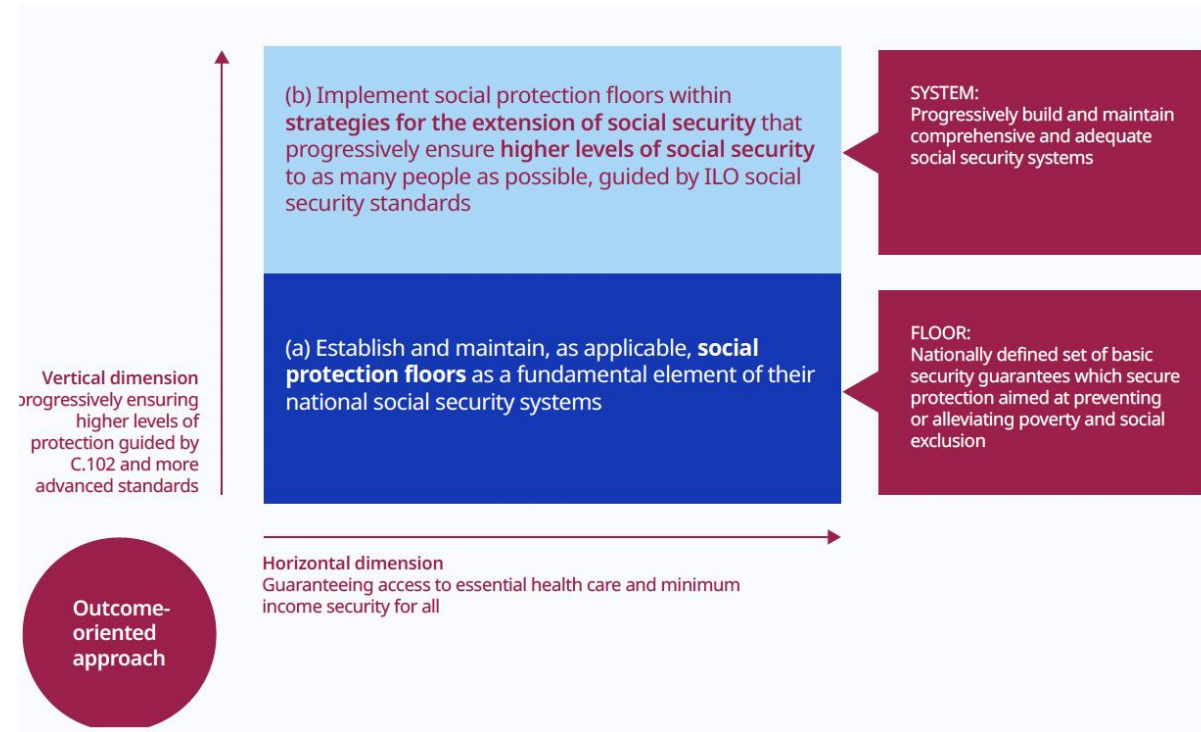 (b) Implement social protection floors within
strategies for the extension of social security that
progressively ensure higher levels of social security
to as many people as possible, guided by ILO social
security standards
SYSTEM:
Progressively build and maintain
comprehensive and adequate
social security systems
(a) Establish and maintain, as applicable, social
protection floors as a fundamental element of their
national social security systems
FLOOR:
Nationally defined set of basic
security guarantees which secure
protection aimed at preventing
or alleviating poverty and social
exclusion
Vertical dimension
progressively ensuring
higher levels of
protection guided by
C.102 and more
advanced standards
Horizontal dimension
Guaranteeing access to essential health care and minimum
income security for all
Outcome-
oriented
approach